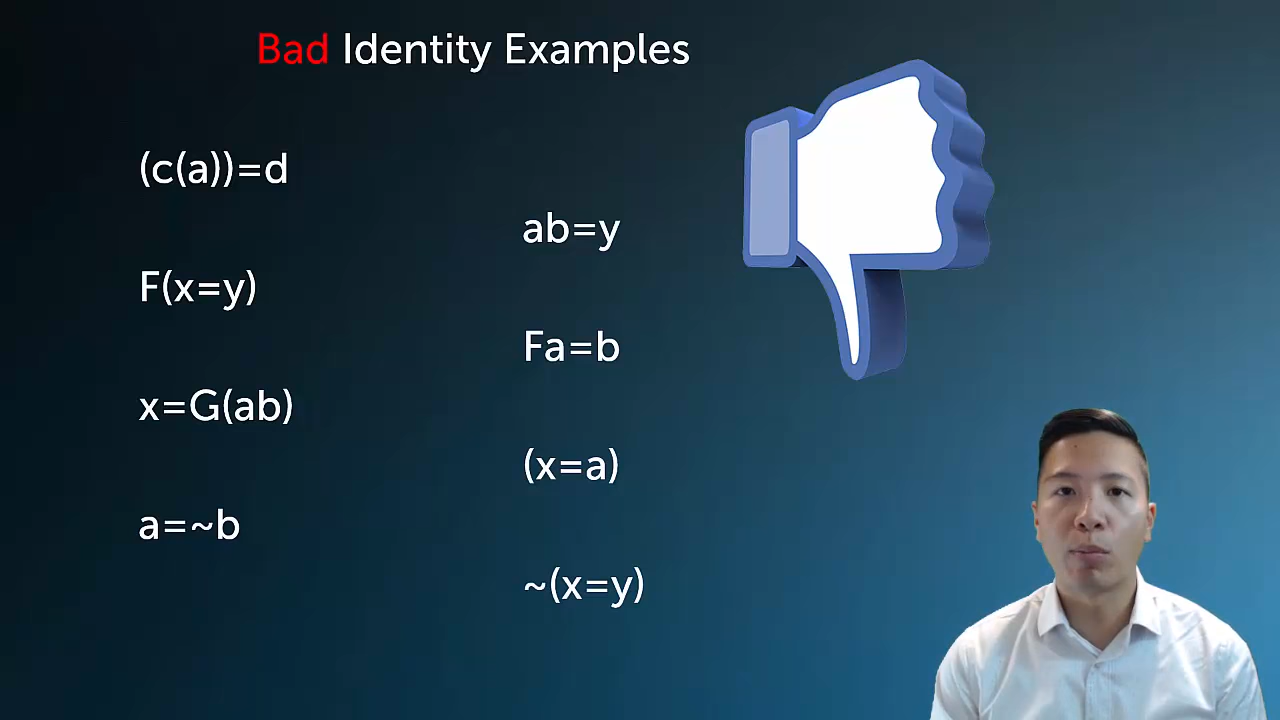 Bad Identity Examples
(c(a))=d
ab=y
F(x=y)
Fa=b
x=G(ab)
(x=a)
a=~b
~(x=y)